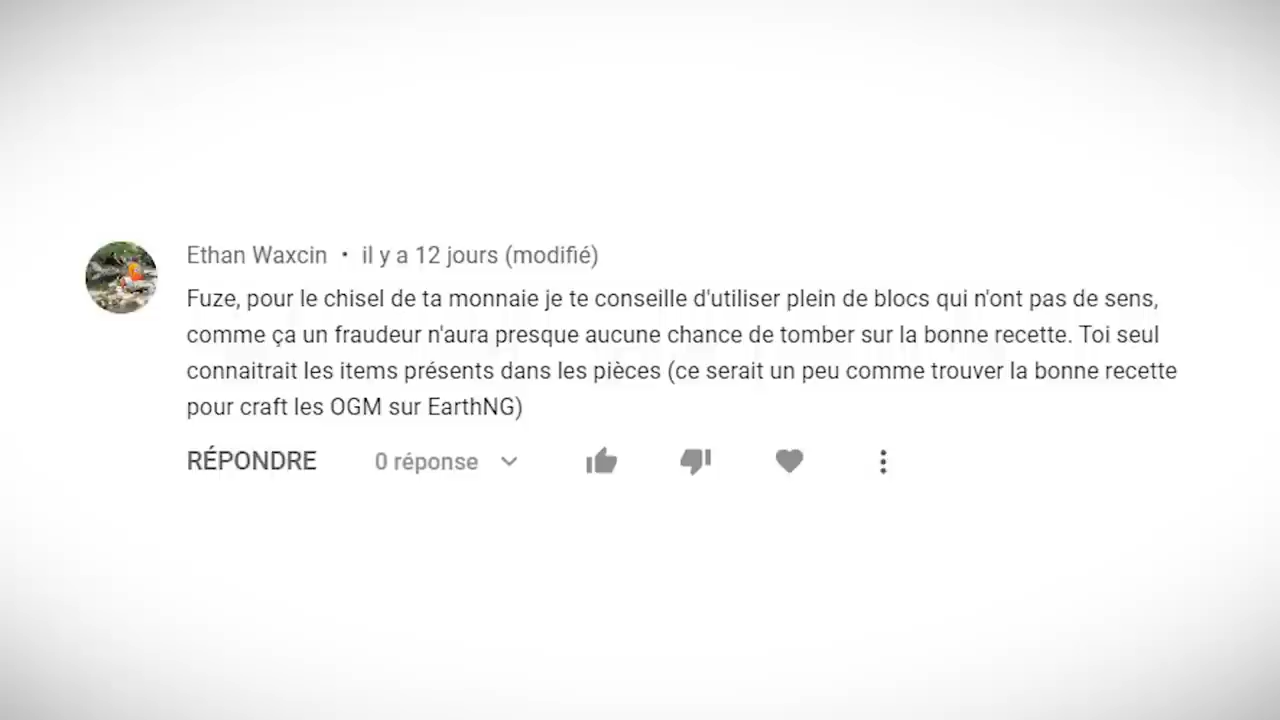 Ethan Waxcin • il y a 12 jours (modifié)
Fuze, pour le chisel de ta monnaie je te conseille d'utiliser plein de blocs qui n'ont pas de sens,
comme ça un fraudeur n'aura presque aucune chance de tomber sur la bonne recette. Toi seul
connaitrait les items présents dans les pièces (ce serait un peu comme trouver la bonne recette
pour craft les OGM sur EarthNG)
RÉPONDRE 0 réponse